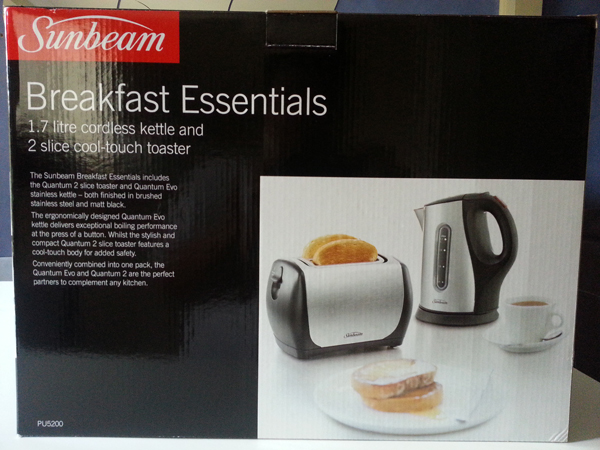 Sunbeam
Breakfast Essentials
1.7 litre cordless kettle and
2 slice cool-touch toaster
The Sunbeam Breakfast Essentials includes
the Quantum 2 slice toaster and Quantum Evo
stainless kettle – both finished in brushed
stainless steel and matt black.
The ergonomically designed Quantum Evo
kettle delivers exceptional boiling performance
at the press of a button. Whilst the stylish and
compact Quantum 2 slice toaster features a
cool-touch body for added safety.
Conveniently combined into one pack, the
Quantum Evo and Quantum 2 are the perfect
partners to complement any kitchen.
Sunbeam
Sunbeam
PU5200